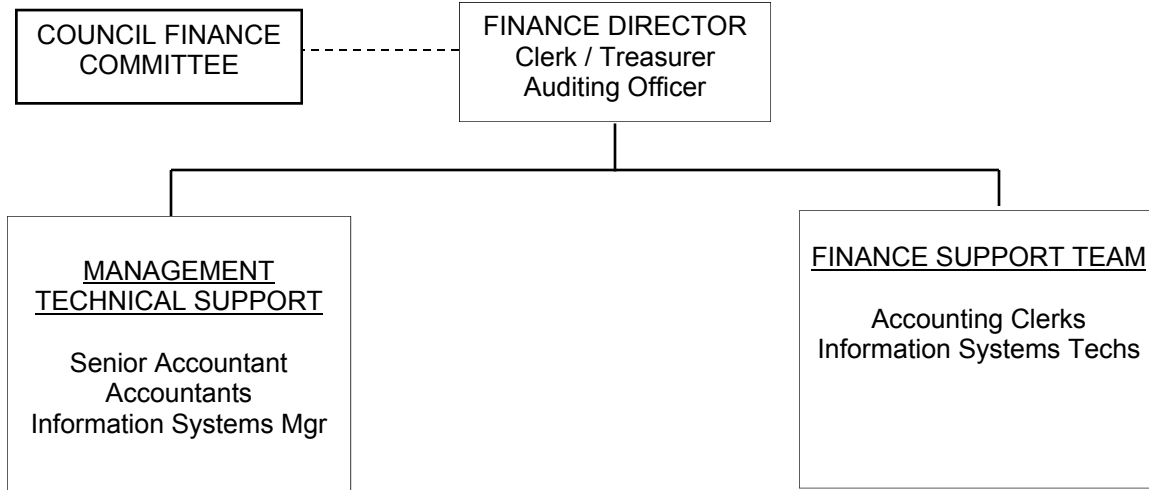 COUNCIL FINANCE
COMMITTEE
FINANCE DIRECTOR
Clerk / Treasurer
Auditing Officer
MANAGEMENT
TECHNICAL SUPPORT
Senior Accountant
Accountants
Information Systems Mgr
FINANCE SUPPORT TEAM
Accounting Clerks
Information Systems Techs